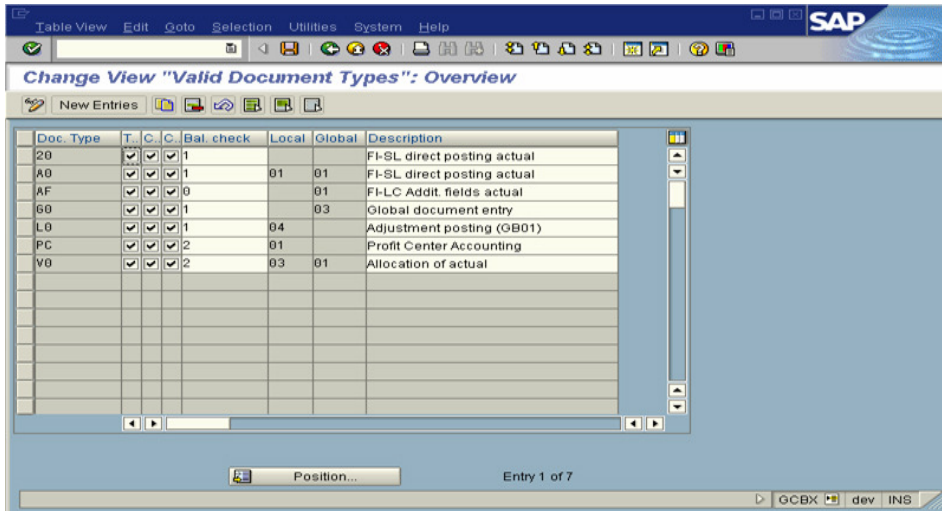 Table View Edit Goto Selection Utilities System Help
SAP
Change View "Valid Document Types": Overview
New Entries
Doc. Type T.. C.. C.. Bal. check Local Global Description
20 1 FI-SL direct posting actual
A0 1 01 01 FI-SL direct posting actual
AF 0 01 FI-LC Addit. fields actual
G0 1 03 Global document entry
L0 1 04 Adjustment posting (GB01)
PC 2 01 Profit Center Accounting
V0 2 03 01 Allocation of actual
Position... Entry 1 of 7
GCBX dev INS